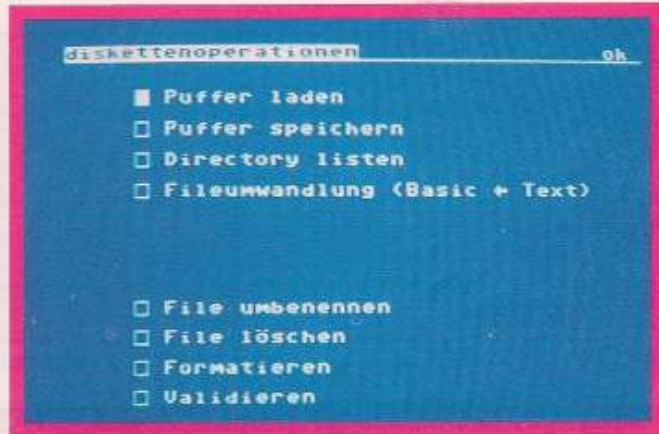 diskettenoperationen ok
Puffer laden
Puffer speichern
Directory listen
Fileumwandlung (Basic ← Text)
File umbenennen
File löschen
Formatieren
Validieren